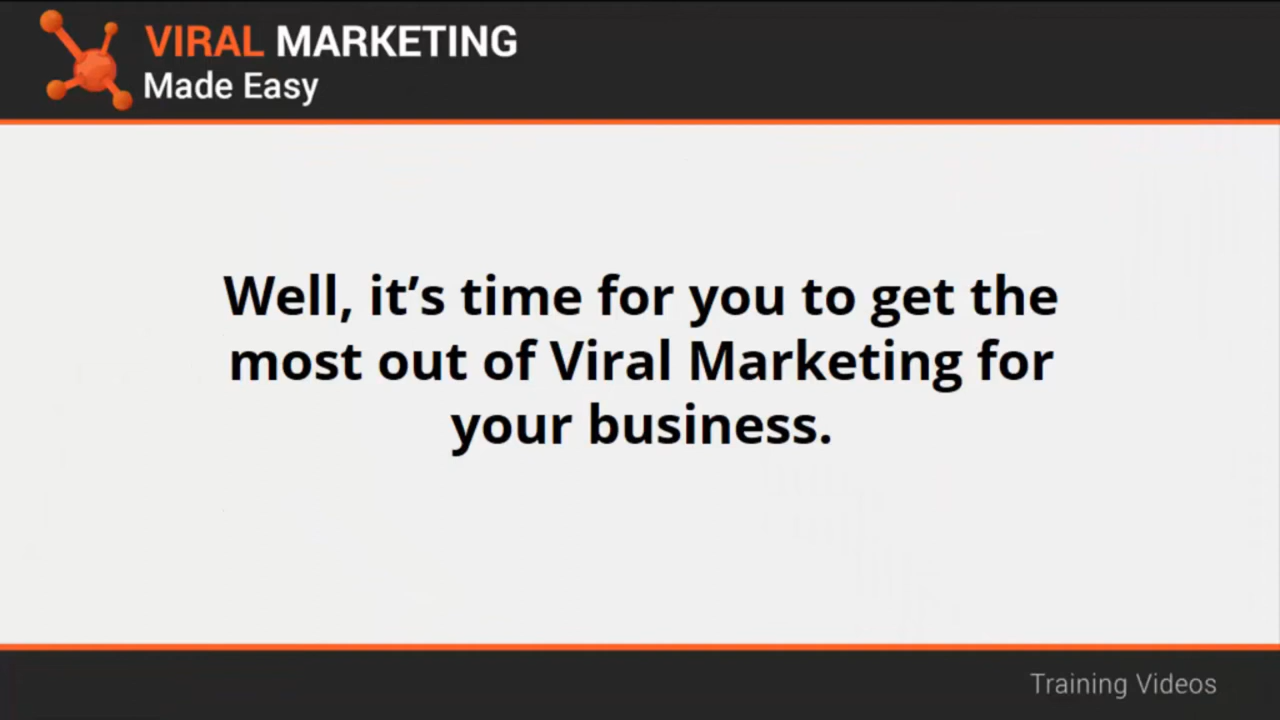 VIRAL MARKETING
Made Easy
Well, it’s time for you to get the
most out of Viral Marketing for
your business.
Training Videos